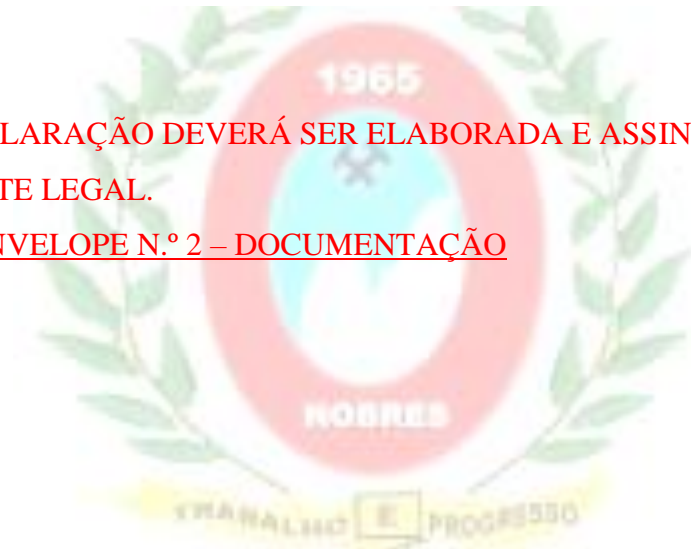 1965
LARAÇÃO DEVERÁ SER ELABORADA E ASSIN
TE LEGAL.
NVELOPE N.º 2 – DOCUMENTAÇÃO
NOBRES
TRABALHO E PROGRESSO